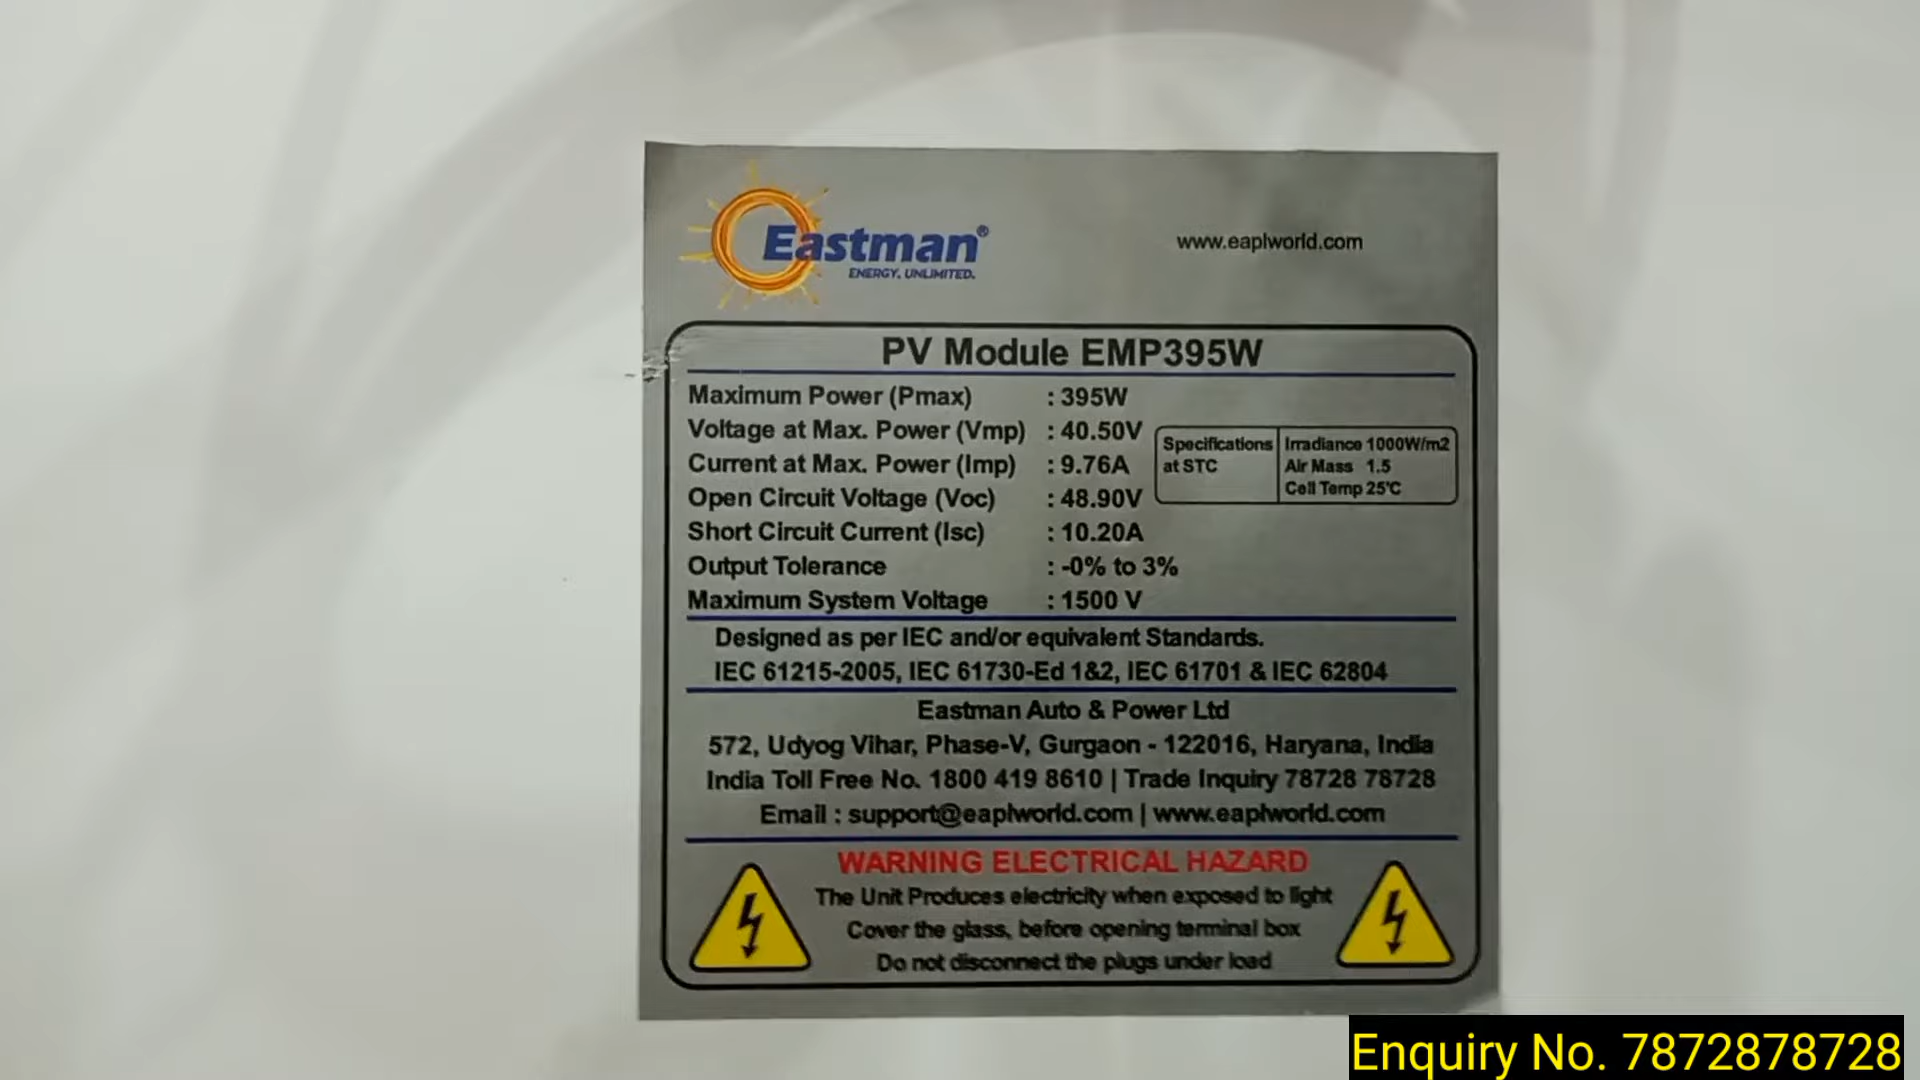 Eastman®
ENERGY. UNLIMITED.
www.eaplworld.com
PV Module EMP395W
Maximum Power (Pmax) : 395W
Voltage at Max. Power (Vmp) : 40.50V
Current at Max. Power (Imp) : 9.76A
Open Circuit Voltage (Voc) : 48.90V
Short Circuit Current (Isc) : 10.20A
Output Tolerance : -0% to 3%
Maximum System Voltage : 1500 V
Specifications at STC
Irradiance 1000W/m2
Air Mass 1.5
Cell Temp 25°C
Designed as per IEC and/or equivalent Standards.
IEC 61215-2005, IEC 61730-Ed 1&2, IEC 61701 & IEC 62804
Eastman Auto & Power Ltd
572, Udyog Vihar, Phase-V, Gurgaon - 122016, Haryana, India
India Toll Free No. 1800 419 8610 | Trade Inquiry 78728 78728
Email : support@eaplworld.com | www.eaplworld.com
WARNING ELECTRICAL HAZARD
The Unit Produces electricity when exposed to light
Cover the glass, before opening terminal box
Do not disconnect the plugs under load
Enquiry No. 7872878728